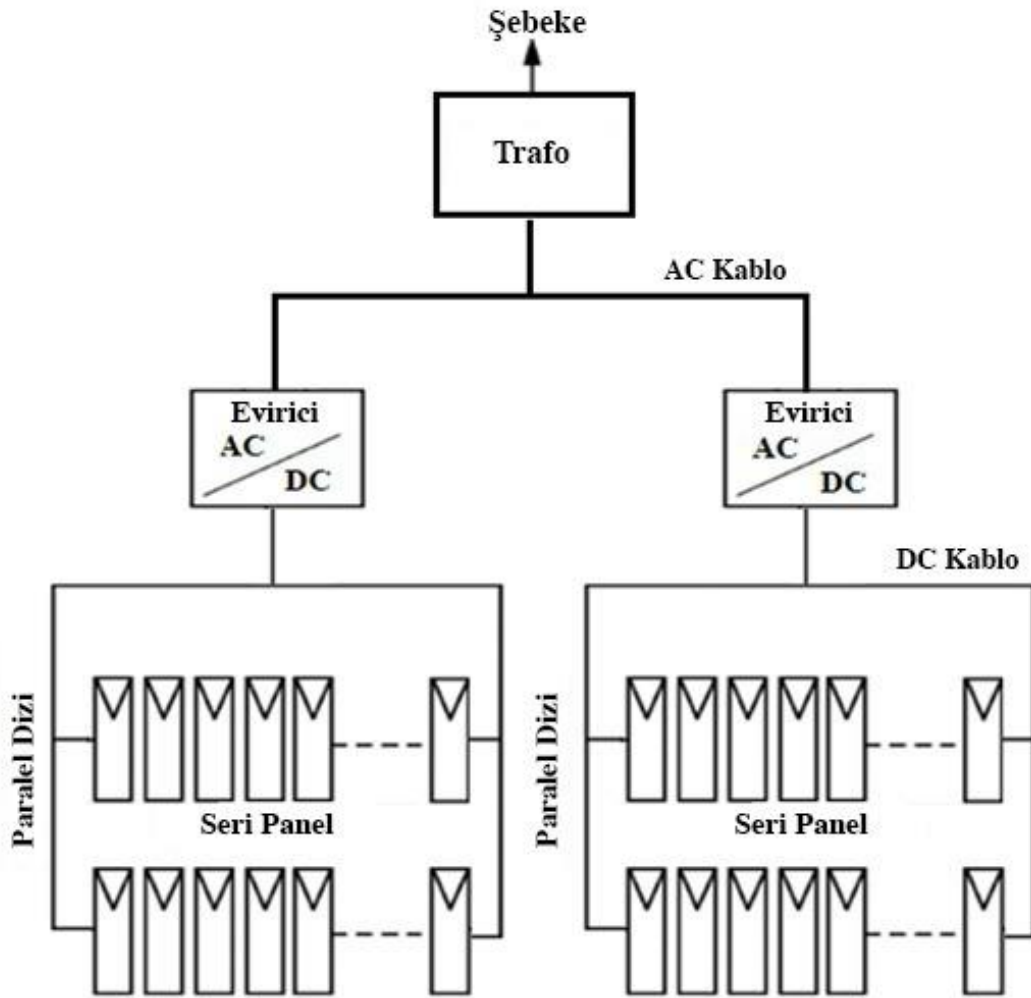 Şebeke
Trafo
AC Kablo
Evirici
AC
DC
Evirici
AC
DC
DC Kablo
Paralel Dizi
Seri Panel
Paralel Dizi
Seri Panel